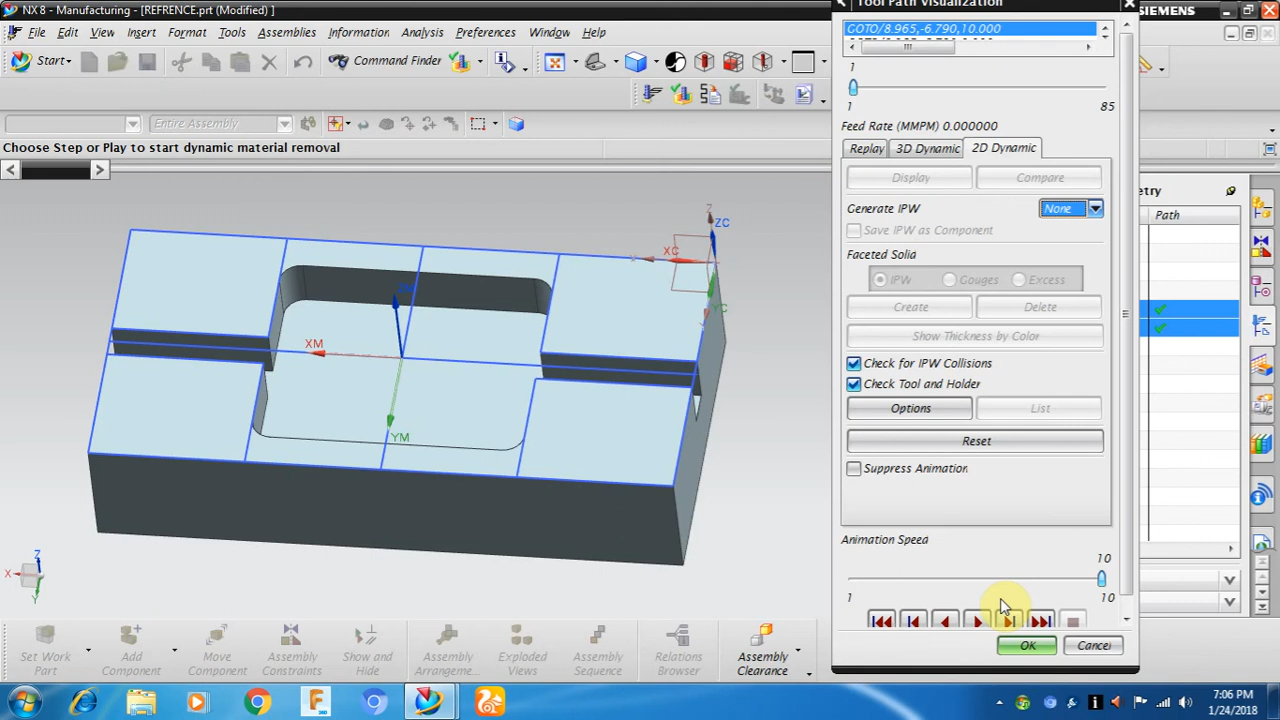 NX 8 - Manufacturing - [REFRENCE.prt (Modified) ]
SIEMENS
File Edit View
Information Analysis Preferences Window Help
Start
Command Finder
Entire Assembly
Choose Step or Play to start dynamic material removal
Tool Path Visualization
GOTO/8.965,-6.790,10.000
1
1 85
Feed Rate (MMPM) 0.000000
Replay 3D Dynamic 2D Dynamic
Display Compare
Generate IPW None
Save IPW as Component
Faceted Solid
IPW Gouges Excess
Create Delete
Show Thickness by Color
Check for IPW Collisions
Check Tool and Holder
Options List
Reset
Suppress Animation
Animation Speed
10
1 10
OK Cancel
metry Path
Z
ZC
XC
YC
XM
YM
Z
X
Y
Set Work Part
Add Component
Move Component
Assembly Constraints
Show and Hide
Assembly Arrangeme...
Exploded Views
Assembly Sequence
Relations Browser
Assembly Clearance
7:06 PM
1/24/2018